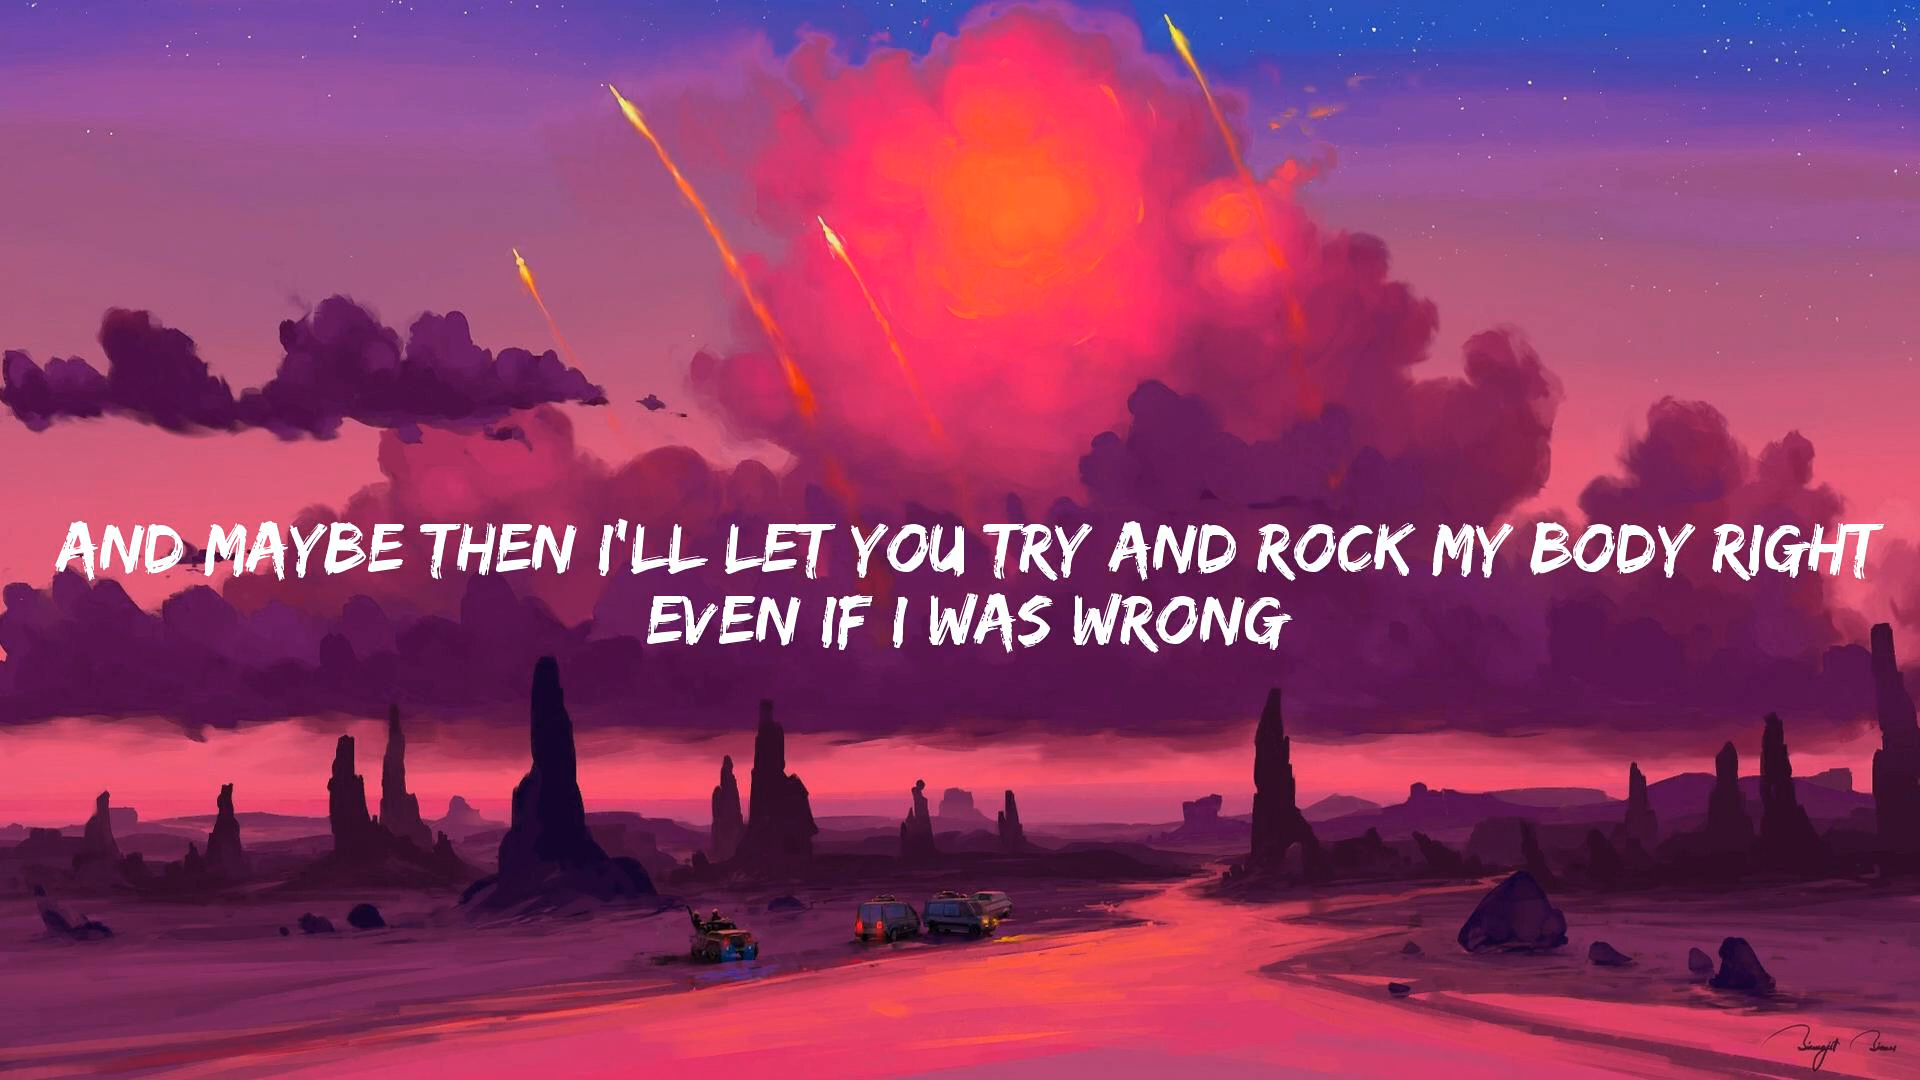 AND MAYBE THEN I'LL LET YOU TRY AND ROCK MY BODY RIGHT
EVEN IF I WAS WRONG